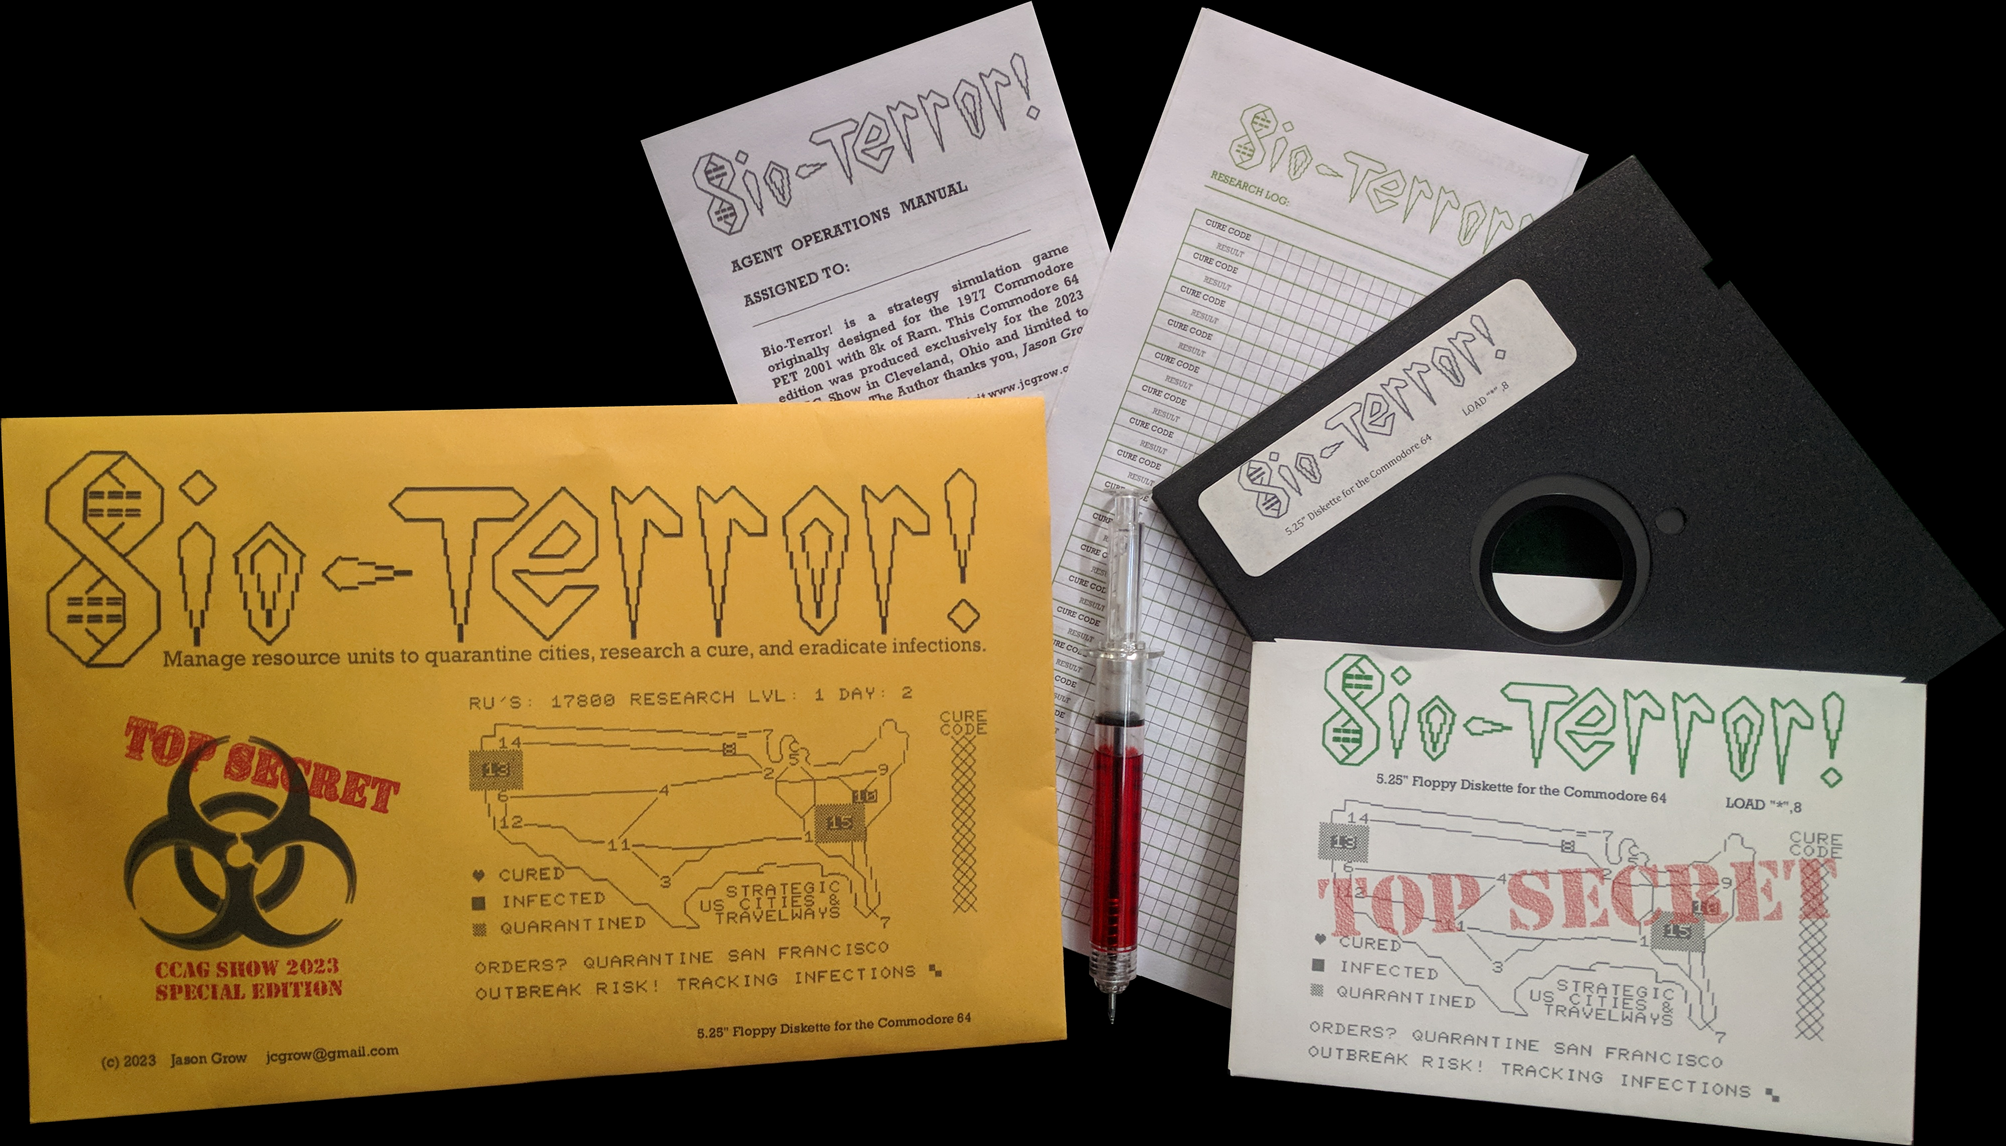 Bio-Terror!
AGENT OPERATIONS MANUAL
ASSIGNED TO:
Bio-Terror! is a strategy simulation game
originally designed for the 1977 Commodore
PET 2001 with 8k of Ram. This Commodore 64
edition was produced exclusively for the 2023
Show in Cleveland, Ohio and limited to
The Author thanks you, Jason Gro
www.jcgrow.c
Bio-Terror!
RESEARCH LOG:
CURE CODE
RESULT
CURE CODE
RESULT
CURE CODE
RESULT
CURE CODE
RESULT
CURE CODE
RESULT
CURE CODE
RESULT
CURE CODE
RESULT
CURE CODE
RESULT
CURE
CURE C
CURE CO
RES
CURE CODE
RESULT
CURE CODE
RESULT
CURE CODE
RESULT
CODE
RESULT
CODE
Bio-Terror!
LOAD "*",8
5.25" Diskette for the Commodore 64
Bio-Terror!
Manage resource units to quarantine cities, research a cure, and eradicate infections.
TOP SECRET
CCAG SHOW 2023
SPECIAL EDITION
RU'S: 17800 RESEARCH LVL: 1 DAY: 2
CURE
CODE
14
=
7
8
13
2
5
9
6
4
10
12
15
11
1
3
7
♥ CURED
■ INFECTED
▒ QUARANTINED
STRATEGIC
US CITIES &
TRAVELWAYS
ORDERS? QUARANTINE SAN FRANCISCO
OUTBREAK RISK! TRACKING INFECTIONS
5.25" Floppy Diskette for the Commodore 64
(c) 2023 Jason Grow jcgrow@gmail.com
Bio-Terror!
5.25" Floppy Diskette for the Commodore 64 LOAD "*",8
CURE
CODE
14
=
7
8
13
6
4
9
12
TOP SECRET
11
1
15
3
7
♥ CURED
■ INFECTED
▒ QUARANTINED
STRATEGIC
US CITIES &
TRAVELWAYS
ORDERS? QUARANTINE SAN FRANCISCO
OUTBREAK RISK! TRACKING INFECTIONS